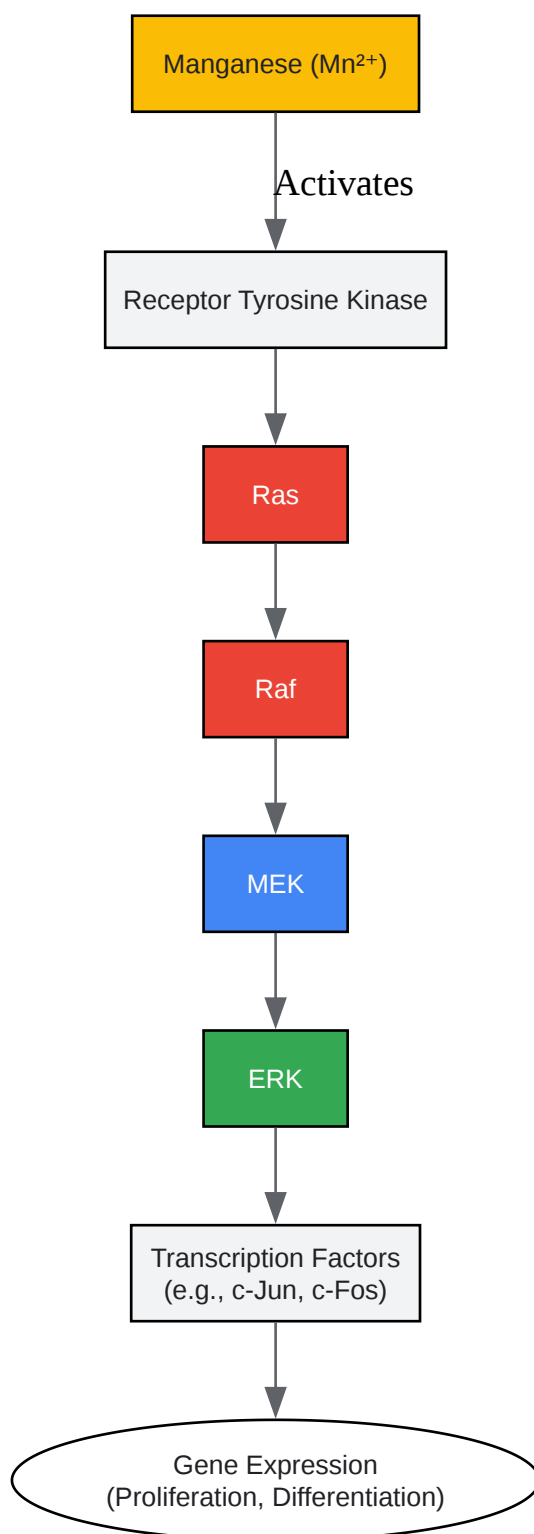 Manganese (Mn²⁺)
Activates
Receptor Tyrosine Kinase
Ras
Raf
MEK
ERK
Transcription Factors
(e.g., c-Jun, c-Fos)
Gene Expression
(Proliferation, Differentiation)